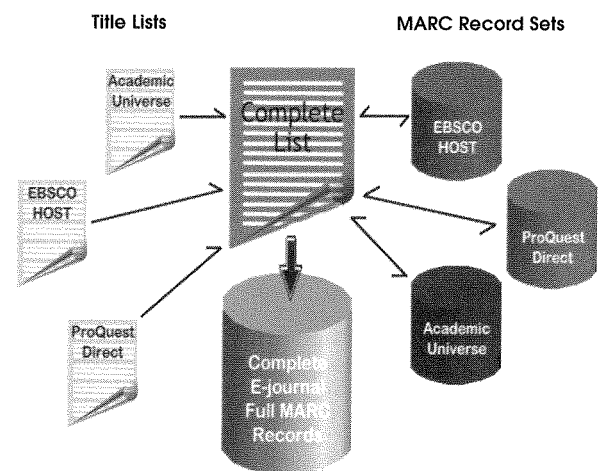 Title Lists
MARC Record Sets
Academic
Universe
Complete
List
EBSCO
HOST
EBSCO
HOST
ProQuest
Direct
ProQuest
Direct
Academic
Universe
Complete
E-journal
Full MARC
Records